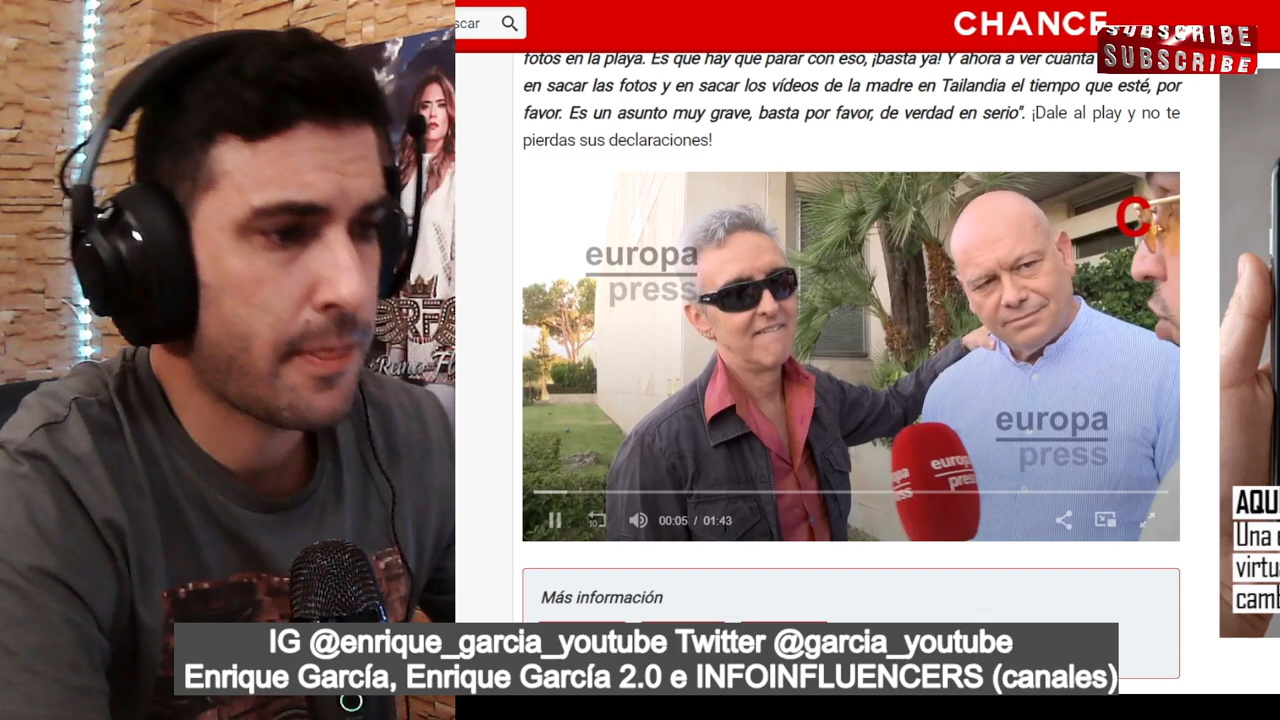 scar
CHANCE
SUBSCRIBE
SUBSCRIBE
fotos en la playa. Es que hay que parar con eso, ¡basta ya! Y ahora a ver
en sacar las fotos y en sacar los vídeos de la madre en Tailandia el tiempo que esté, por
favor. Es un asunto muy grave, basta por favor, de verdad en serio". ¡Dale al play y no te
pierdas sus declaraciones!
C
europa
press
europa
press
europa
press
10
00:05 / 01:43
Más información
AQU
Una e
virtu
camb
IG @enrique_garcia_youtube Twitter @garcia_youtube
Enrique García, Enrique García 2.0 e INFOINFLUENCERS (canales)